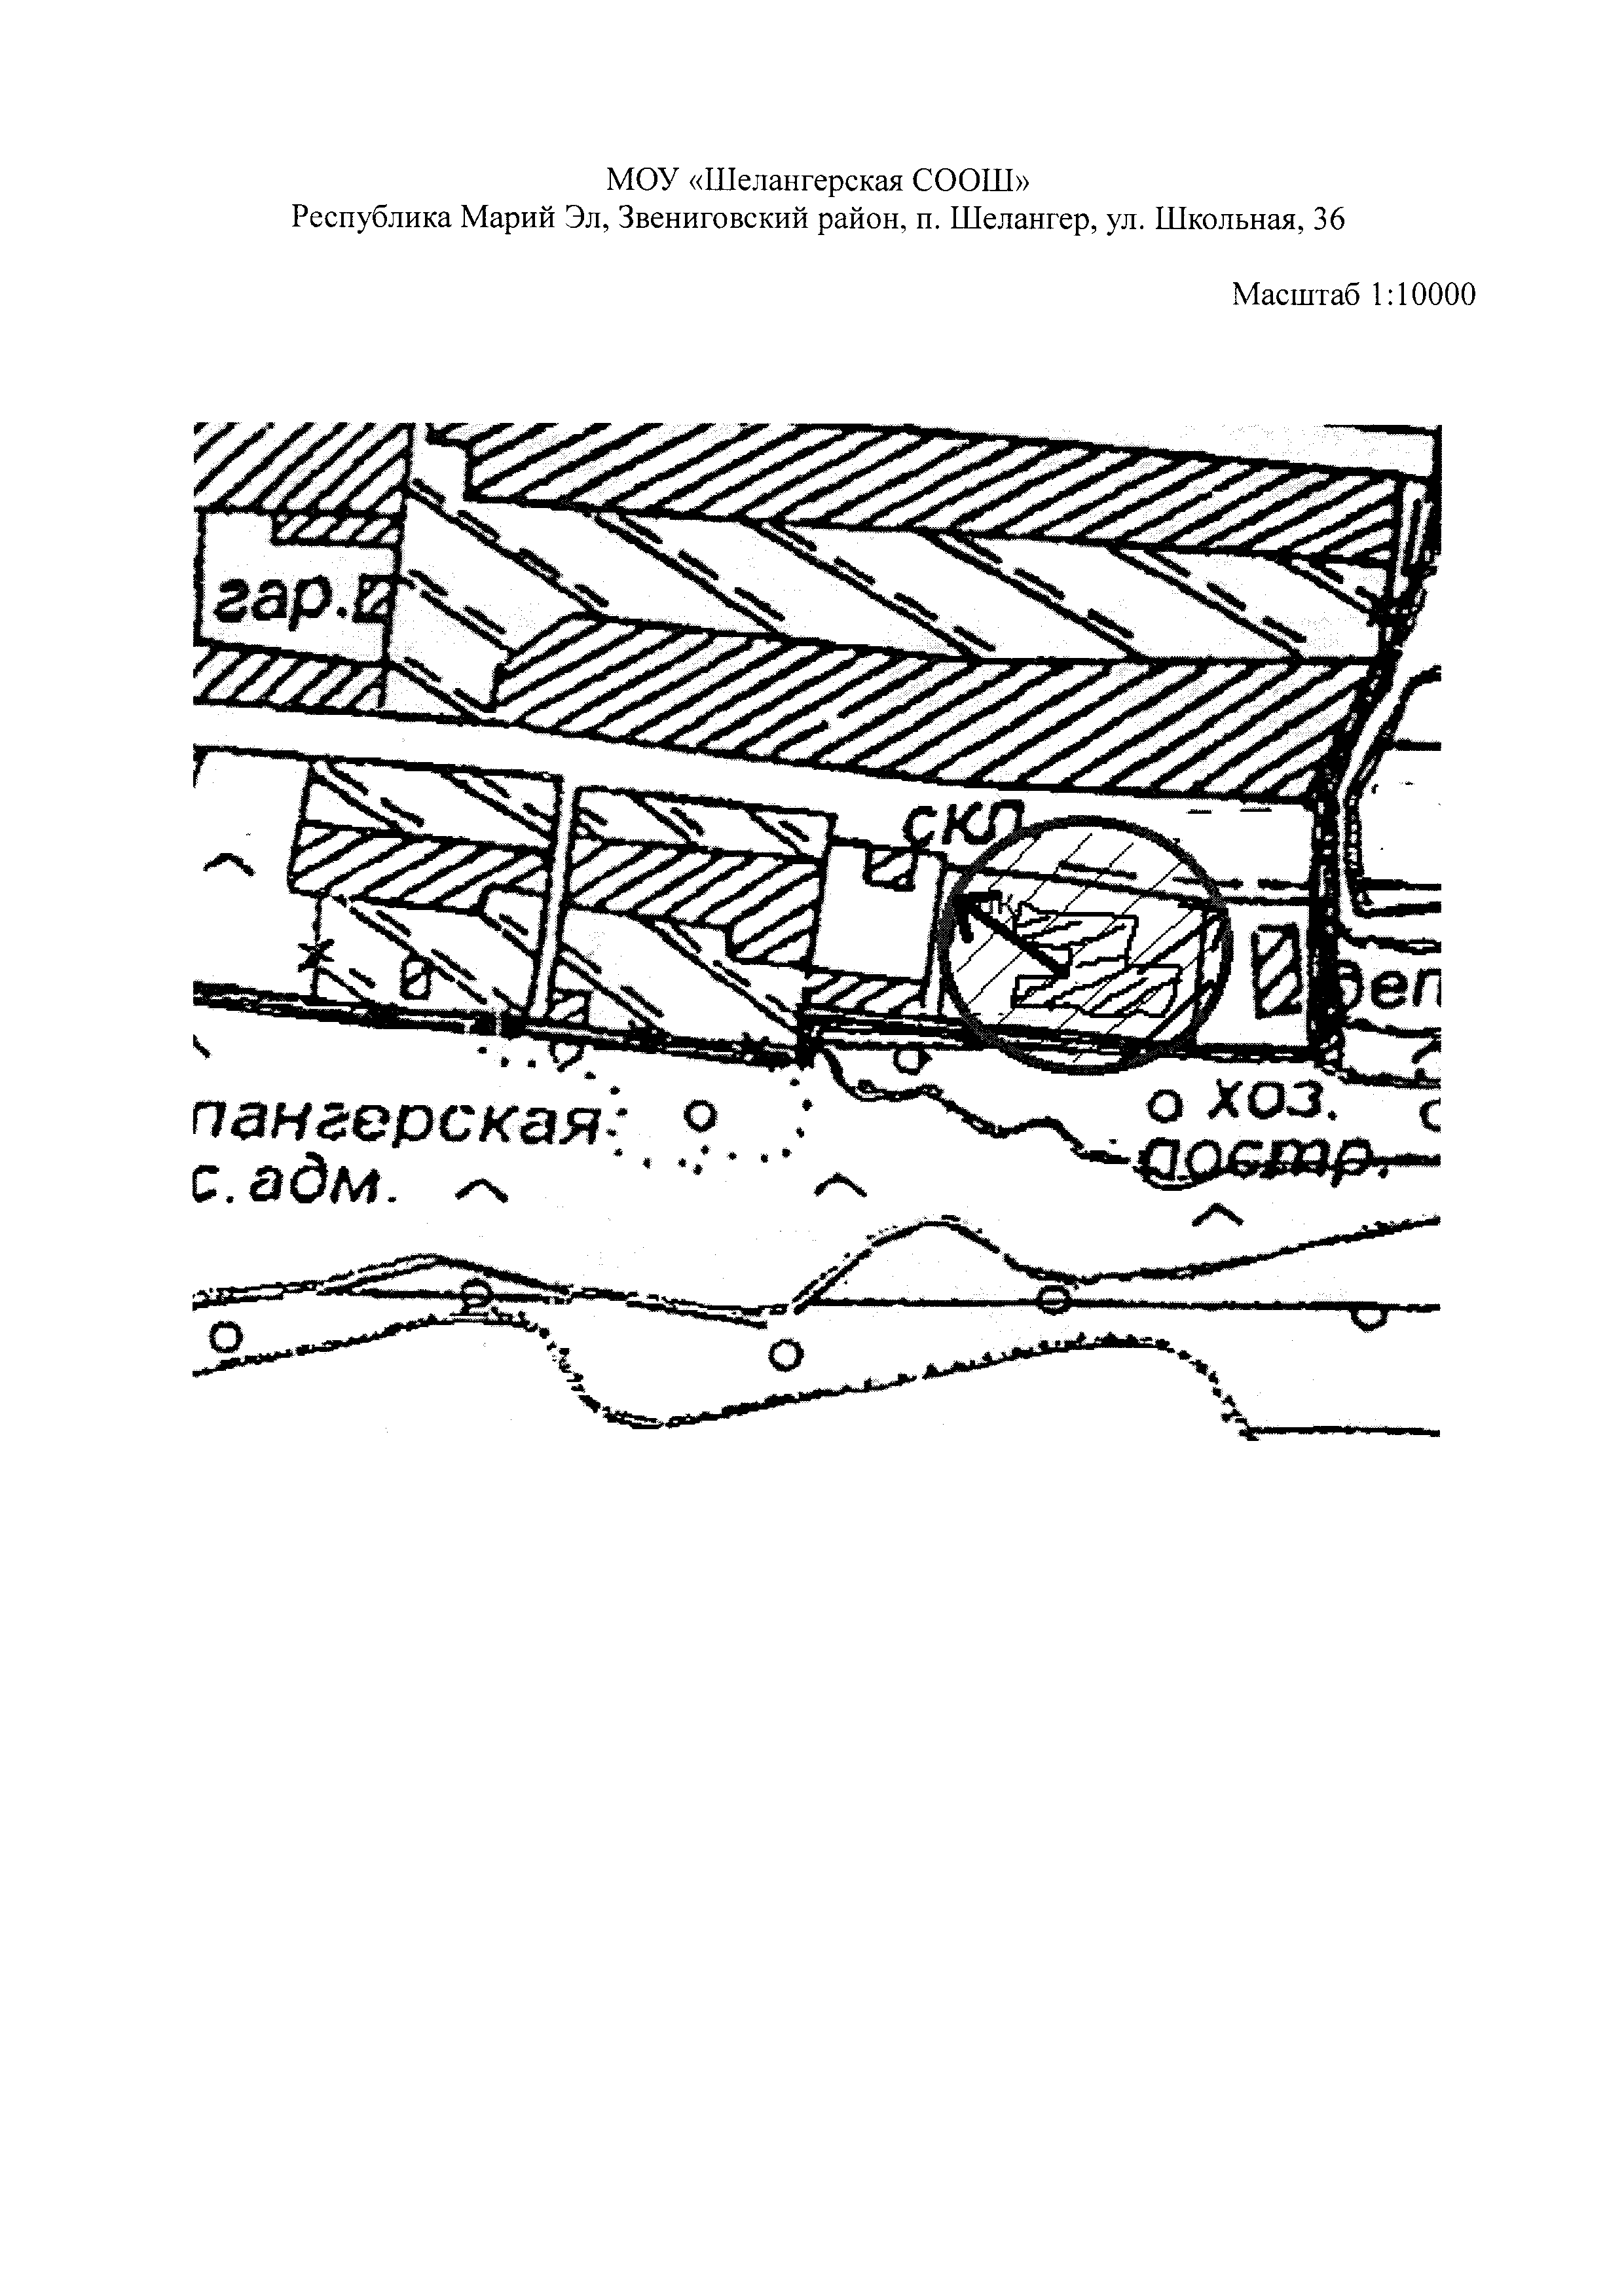 МОУ «Шелангерская СООШ»
Республика Марий Эл, Звениговский район, п. Шелангер, ул. Школьная, 36
Масштаб 1:10000
гар.
скл
хоз.
постр.
лангерская
с. адм.